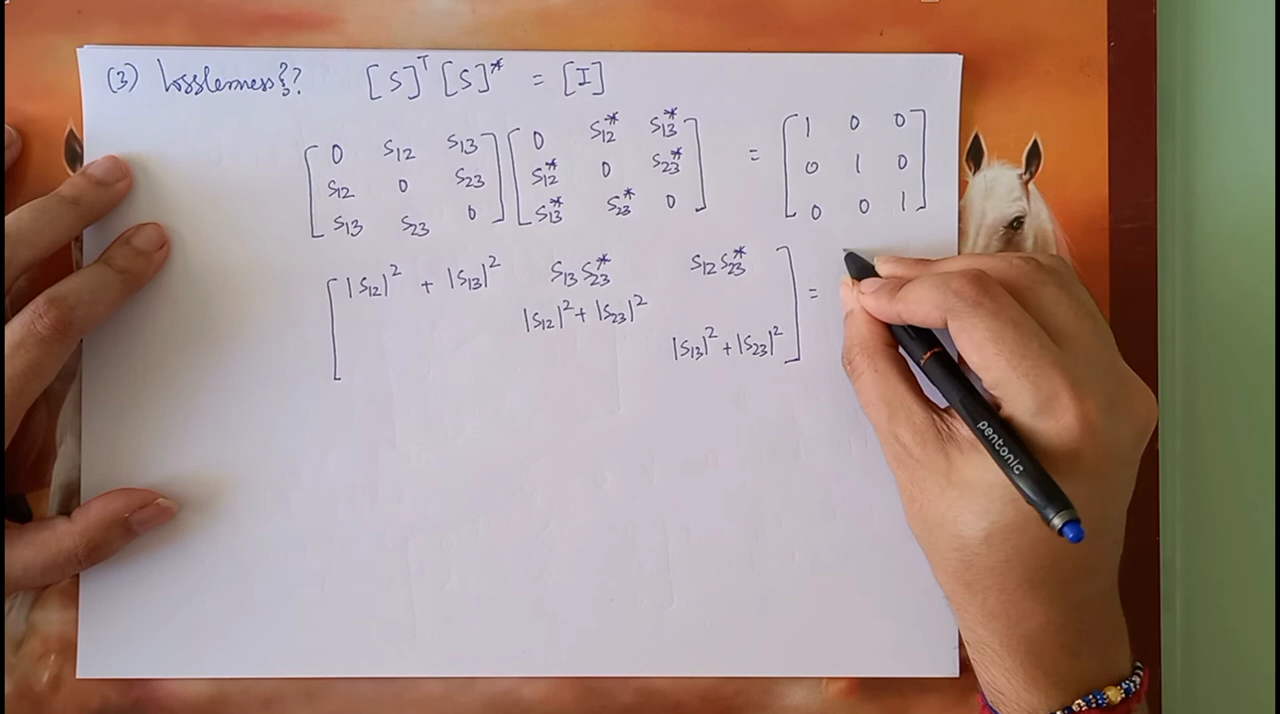 (3) Losslessness}? [S]^T [S]^* = [I]
[0 S12 S13] [0 S12^* S13^*] = [1 0 0]
[S12 0 S23] [S12^* 0 S23^*] [0 1 0]
[S13 S23 0] [S13^* S23^* 0] [0 0 1]
[|S12|^2 + |S13|^2 S13 S23^* S12 S23^*] =
|S12|^2 + |S23|^2
|S13|^2 + |S23|^2
pentonic